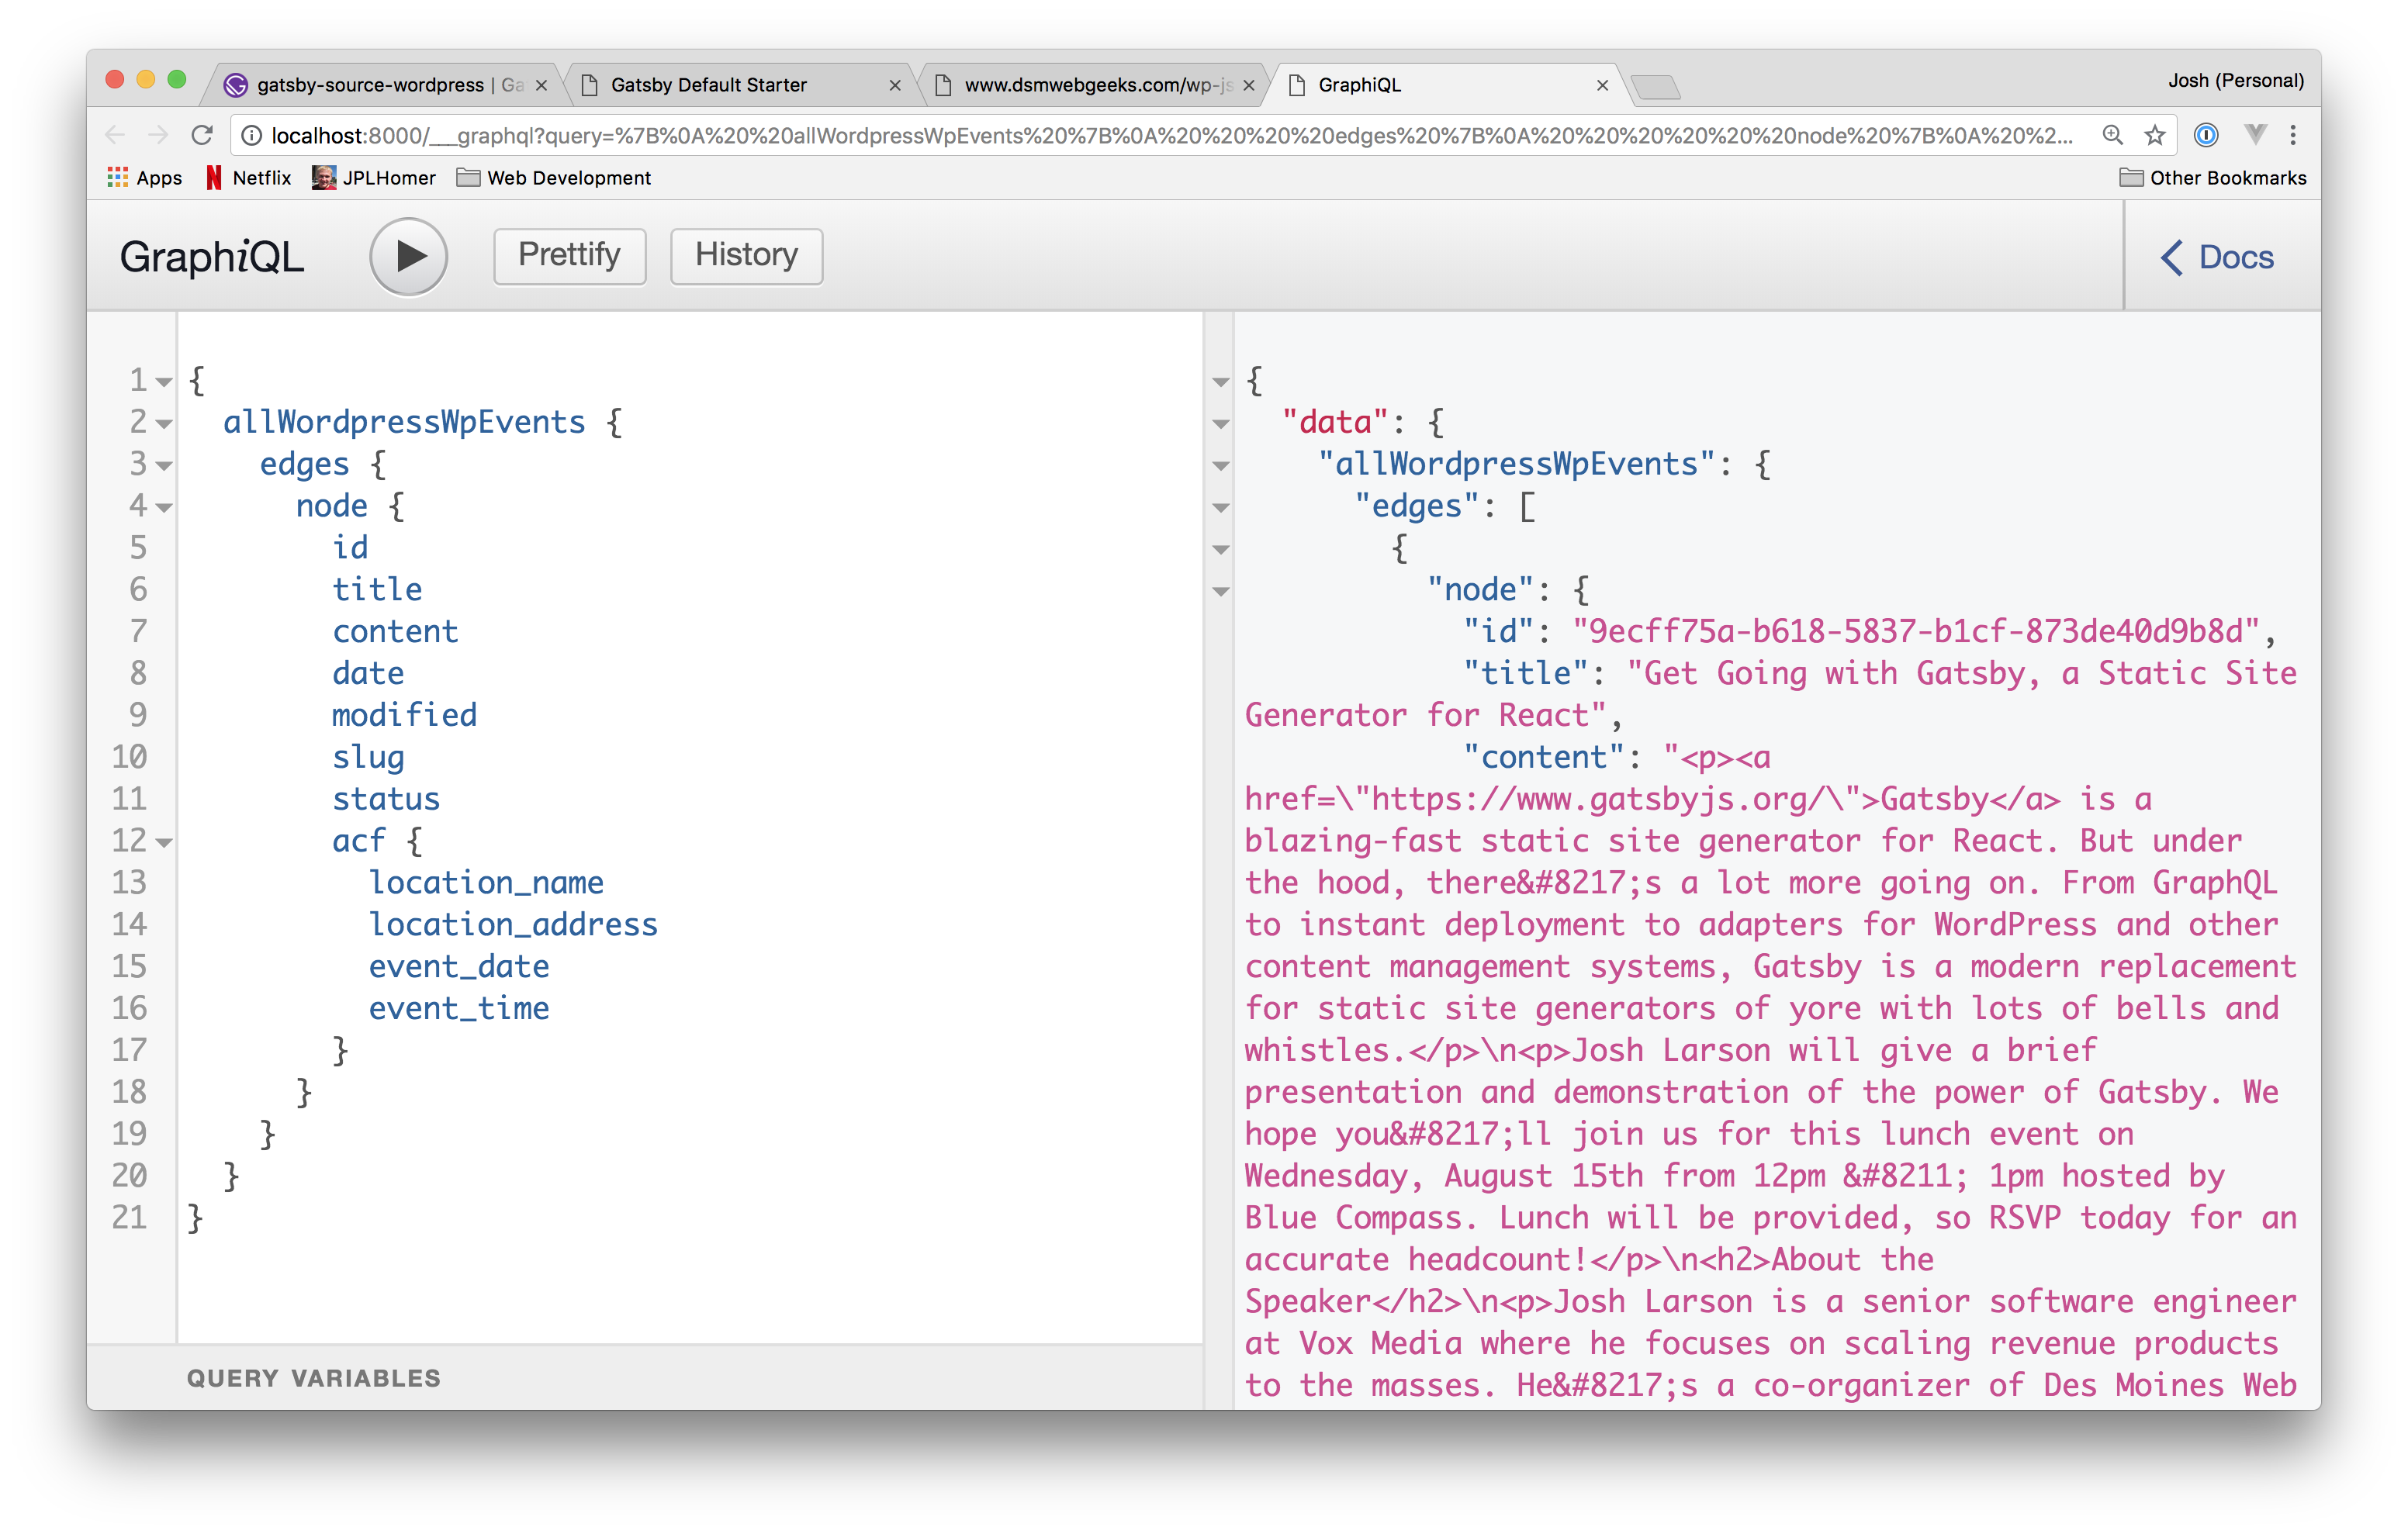 gatsby-source-wordpress | Ga
Gatsby Default Starter
www.dsmwebgeeks.com/wp-js
GraphiQL
Josh (Personal)
localhost:8000/___graphql?query=%7B%0A%20%20allWordpressWpEvents%20%7B%0A%20%20%20%20edges%20%7B%0A%20%20%20%20%20%20node%20%7B%0A%20%2...
Apps
Netflix
JPLHomer
Web Development
Other Bookmarks
GraphiQL
Prettify
History
Docs
1 {
2 allWordpressWpEvents {
3 edges {
4 node {
5 id
6 title
7 content
8 date
9 modified
10 slug
11 status
12 acf {
13 location_name
14 location_address
15 event_date
16 event_time
17 }
18 }
19 }
20 }
21 }
QUERY VARIABLES
{
"data": {
"allWordpressWpEvents": {
"edges": [
{
"node": {
"id": "9ecff75a-b618-5837-b1cf-873de40d9b8d",
"title": "Get Going with Gatsby, a Static Site
Generator for React",
"content": "<p><a
href=\"https://www.gatsbyjs.org/\">Gatsby</a> is a
blazing-fast static site generator for React. But under
the hood, there&#8217;s a lot more going on. From GraphQL
to instant deployment to adapters for WordPress and other
content management systems, Gatsby is a modern replacement
for static site generators of yore with lots of bells and
whistles.</p>\n<p>Josh Larson will give a brief
presentation and demonstration of the power of Gatsby. We
hope you&#8217;ll join us for this lunch event on
Wednesday, August 15th from 12pm &#8211; 1pm hosted by
Blue Compass. Lunch will be provided, so RSVP today for an
accurate headcount!</p>\n<h2>About the
Speaker</h2>\n<p>Josh Larson is a senior software engineer
at Vox Media where he focuses on scaling revenue products
to the masses. He&#8217;s a co-organizer of Des Moines Web